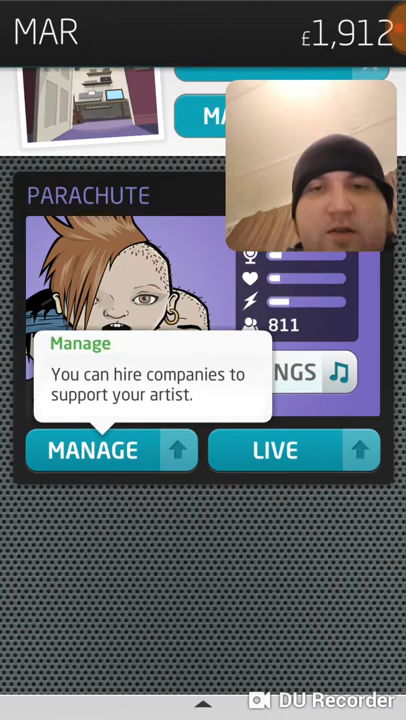 MAR
£1,912
MA
PARACHUTE
811
Manage
You can hire companies to
support your artist.
NGS
MANAGE
LIVE
DU Recorder